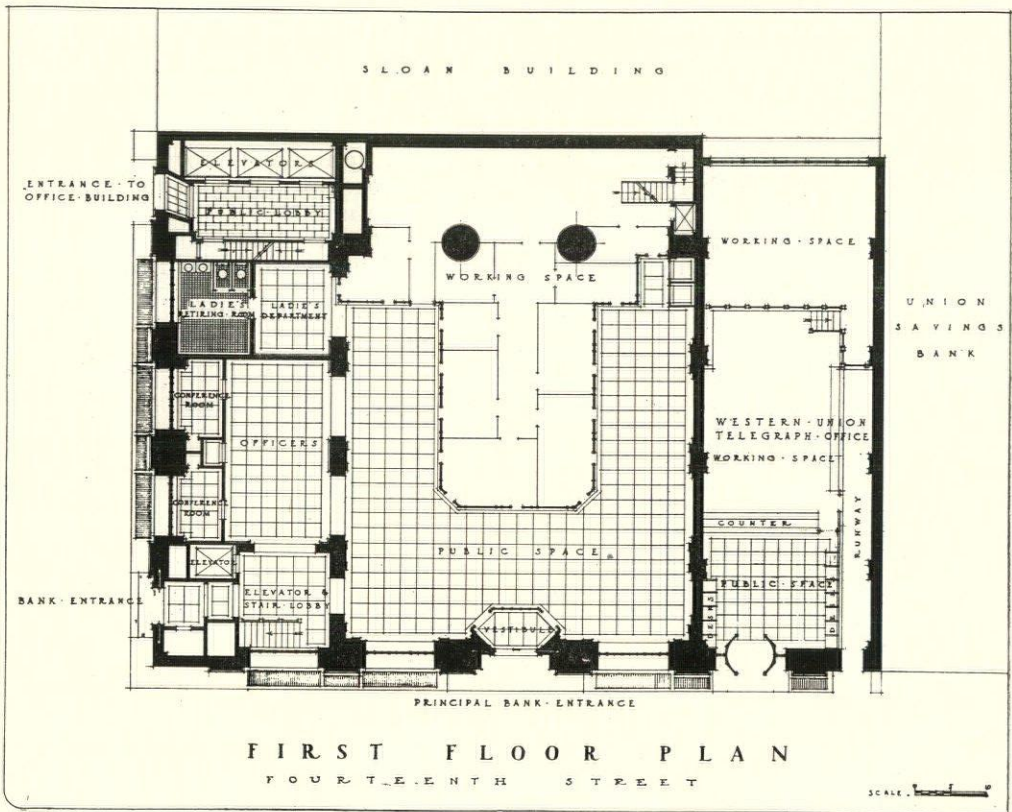 SLOAN BUILDING
ELEVATORS
ENTRANCE·TO
OFFICE·BUILDING
PUBLIC·LOBBY
WORKING·SPACE
WORKING SPACE
LADIE'S
RETIRING·ROOM
LADIE'S
DEPARTMENT
UNION
SAVINGS
BANK
CONFERENCE
ROOM
OFFICERS
WESTERN·UNION
TELEGRAPH·OFFICE
WORKING·SPACE
CONFERENCE
ROOM
COUNTER
RUNWAY
PUBLIC SPACE
ELEVATOR
PUBLIC·SPACE
BANK·ENTRANCE
ELEVATOR &
STAIR·LOBBY
DESKS
DESKS
VESTIBULE
PRINCIPAL BANK·ENTRANCE
FIRST FLOOR PLAN
FOURTEENTH STREET
SCALE